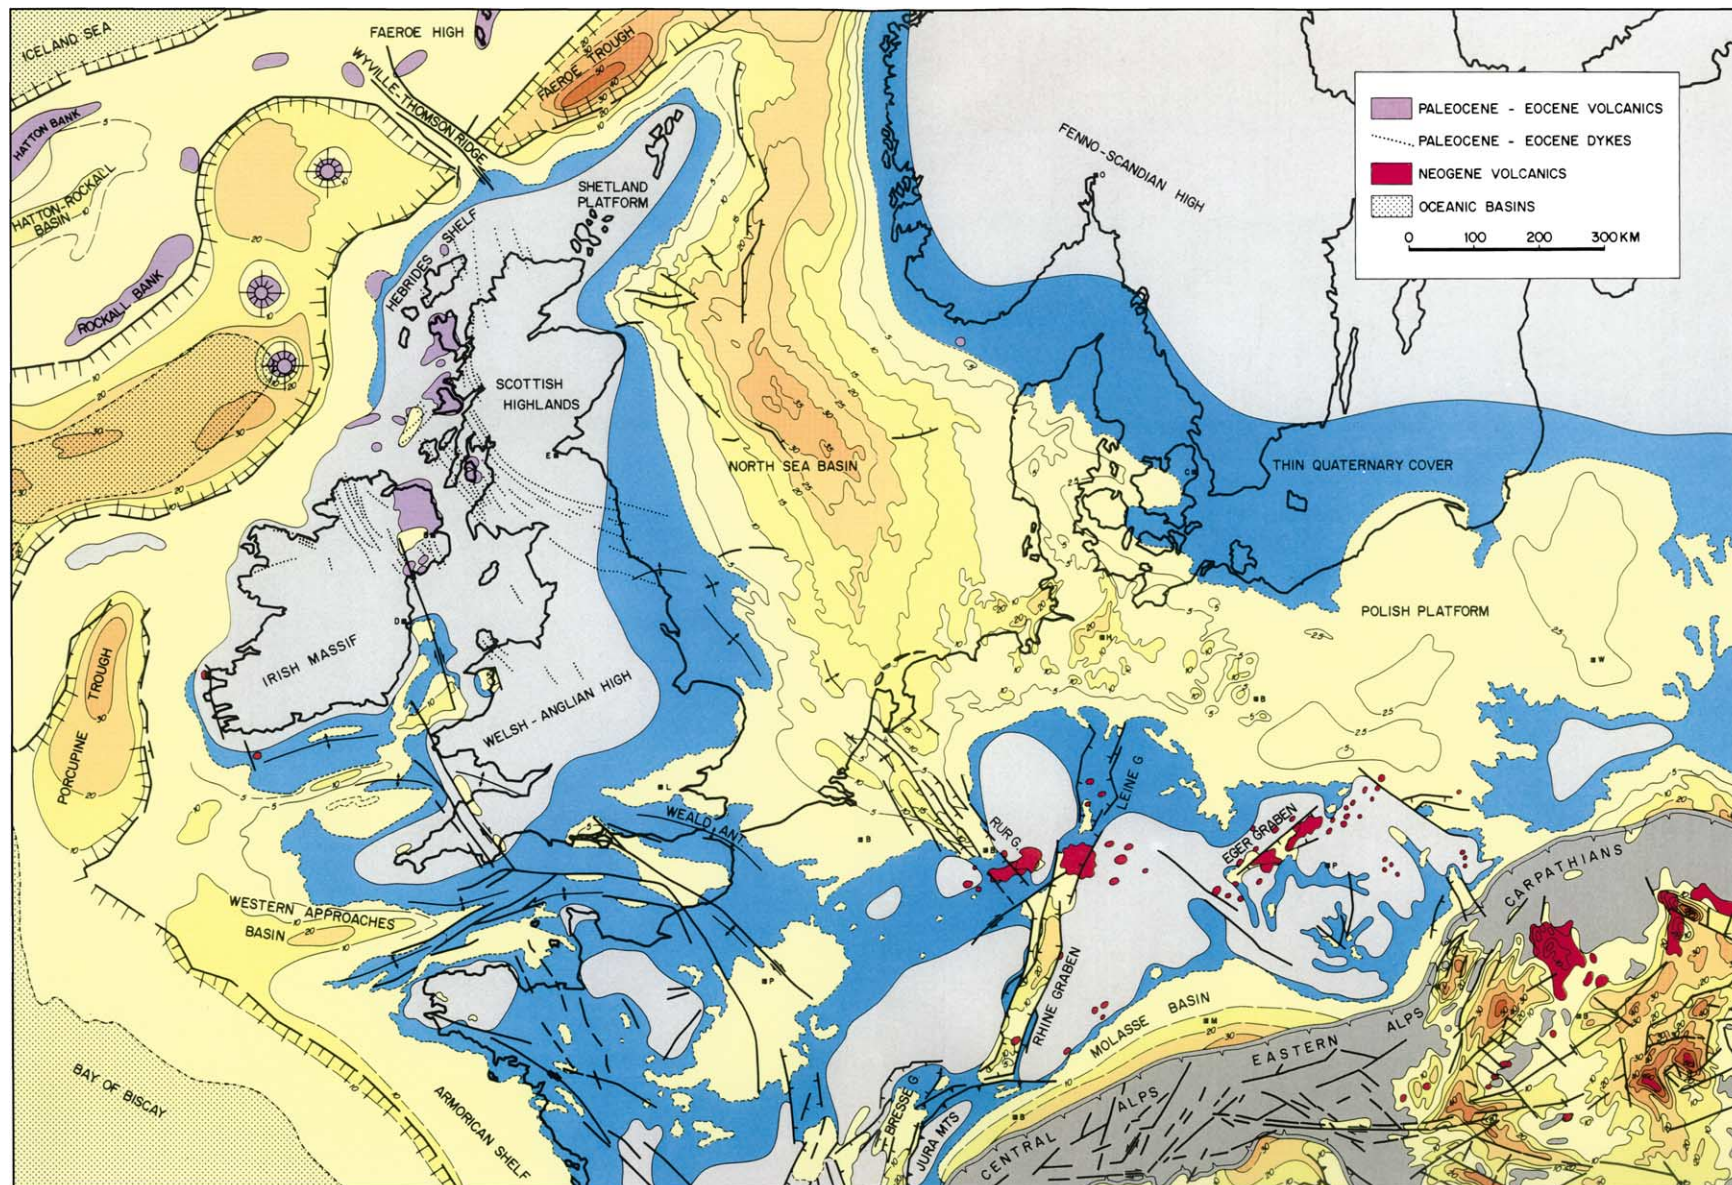 ICELAND SEA
FAEROE HIGH
WYVILLE-THOMSON RIDGE
FAEROE TROUGH
HATTON BANK
HATTON-ROCKALL
BASIN
ROCKALL BANK
HEBRIDES SHELF
SHETLAND
PLATFORM
FENNO-SCANDIAN HIGH
PALEOCENE - EOCENE VOLCANICS
PALEOCENE - EOCENE DYKES
NEOGENE VOLCANICS
OCEANIC BASINS
0 100 200 300 KM
SCOTTISH
HIGHLANDS
NORTH SEA BASIN
THIN QUATERNARY COVER
POLISH PLATFORM
IRISH MASSIF
WELSH-ANGLIAN HIGH
PORCUPINE TROUGH
WEALD ANT.
RUR G.
LEINE G
EGER GRABEN
CARPATHIANS
WESTERN APPROACHES
BASIN
RHINE GRABEN
MOLASSE BASIN
EASTERN ALPS
CENTRAL ALPS
BAY OF BISCAY
ARMORICAN SHELF
BRESSE G
JURA MTS